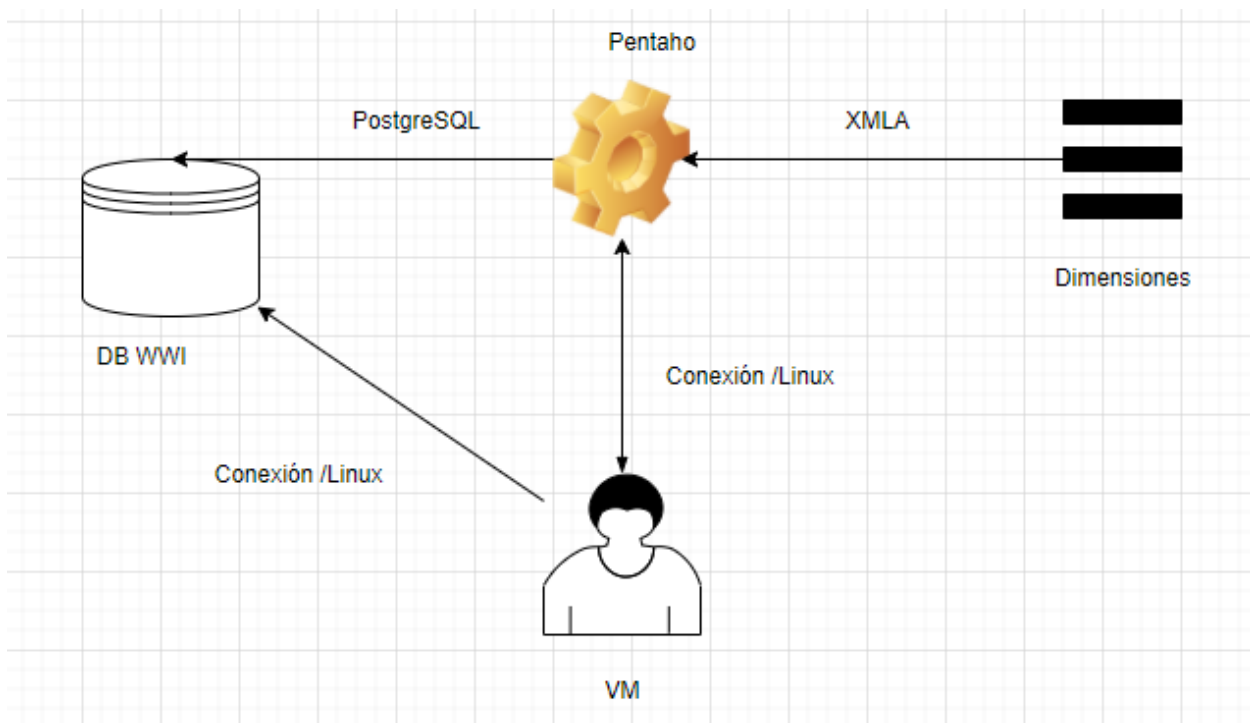 Pentaho
PostgreSQL
XMLA
Dimensiones
DB WWI
Conexión /Linux
Conexión /Linux
VM